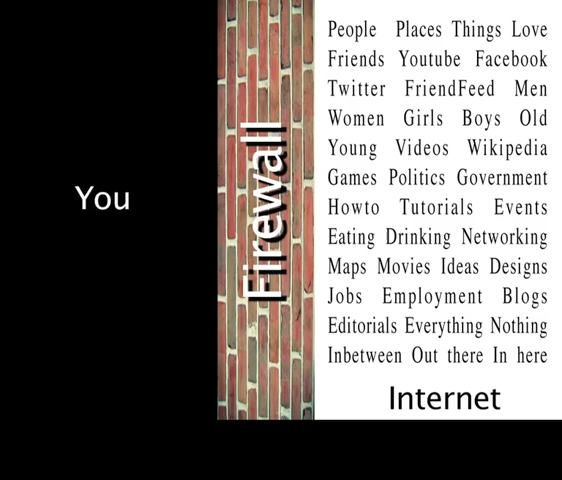 You
Firewall
People Places Things Love
Friends Youtube Facebook
Twitter FriendFeed Men
Women Girls Boys Old
Young Videos Wikipedia
Games Politics Government
Howto Tutorials Events
Eating Drinking Networking
Maps Movies Ideas Designs
Jobs Employment Blogs
Editorials Everything Nothing
Inbetween Out there In here
Internet